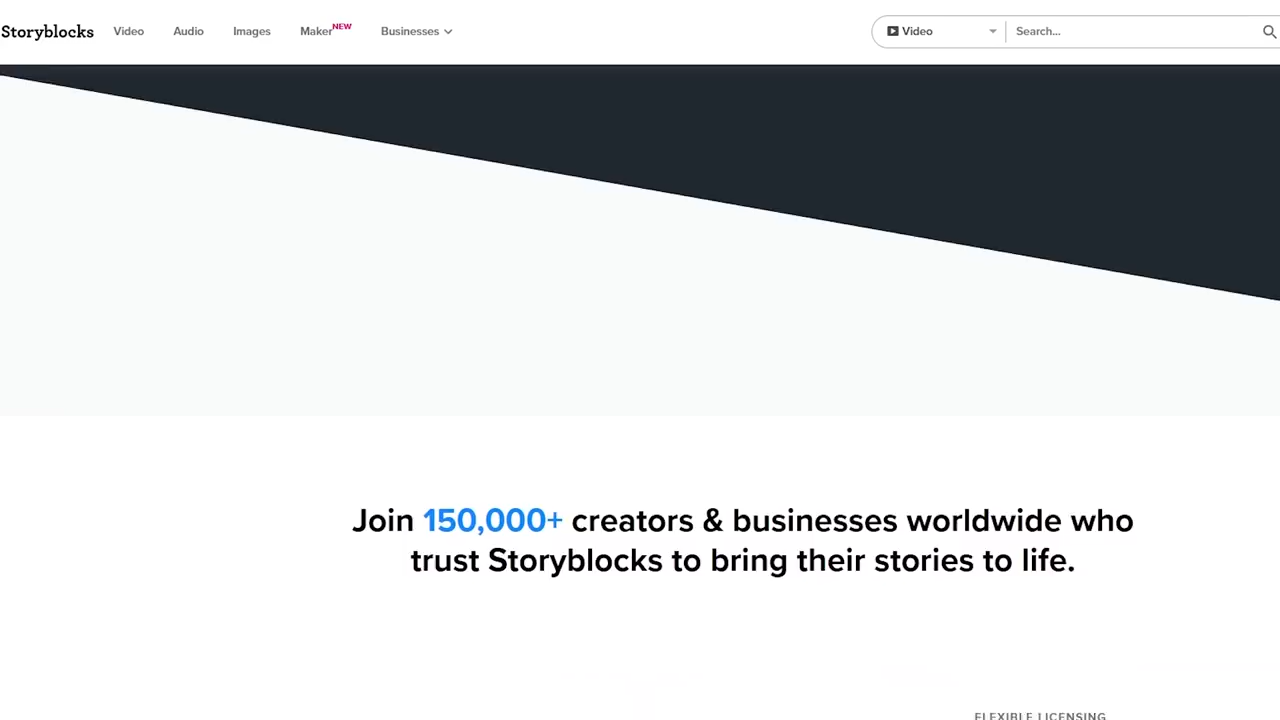 Storyblocks Video Audio Images Maker NEW Businesses Video Search...
Join 150,000+ creators & businesses worldwide who
trust Storyblocks to bring their stories to life.
FLEXIBLE LICENSING